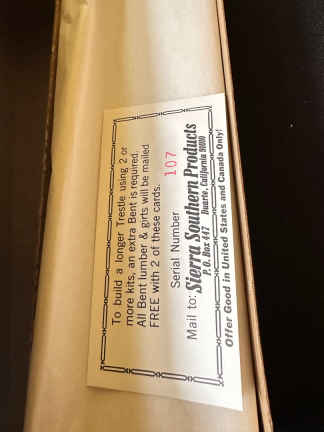 To build a longer Trestle using 2 or
more kits, an extra Bent is required.
All Bent lumber & girts will be mailed
FREE with 2 of these cards.
Serial Number 107
Mail to: Sierra Southern Products
P. O. Box 447 Duarte, California 91010
Offer Good in United States and Canada Only!